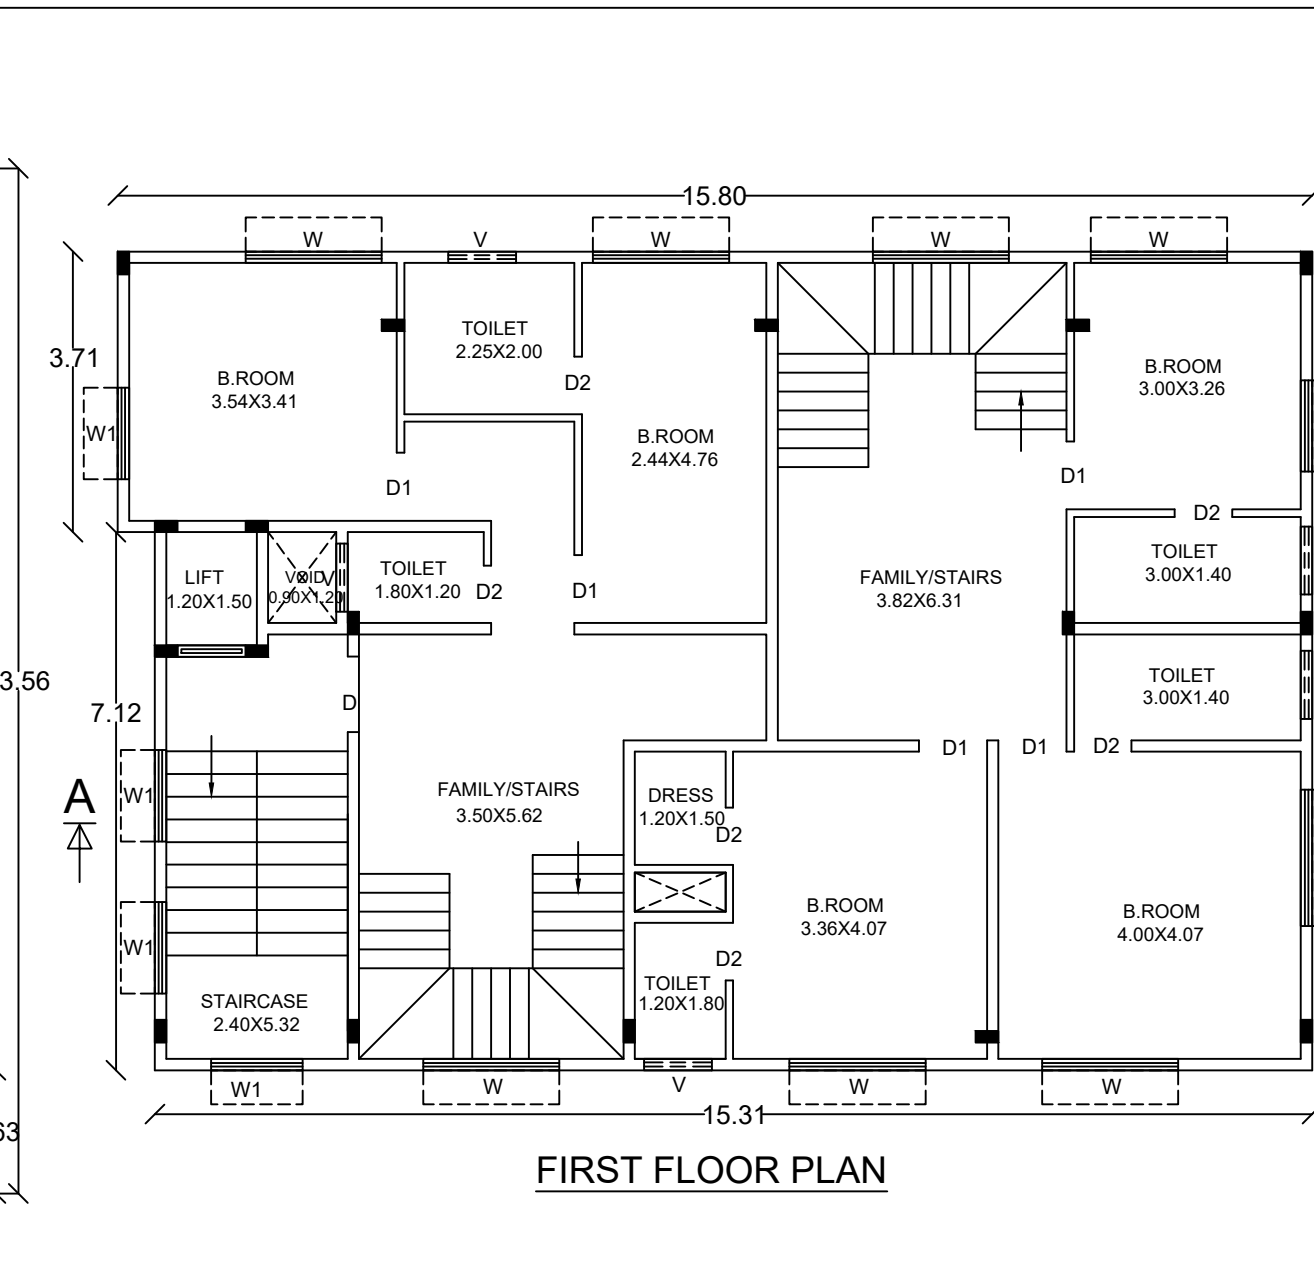 15.80
W
V
W
W
W
3.71
TOILET
2.25X2.00
B.ROOM
3.54X3.41
D2
B.ROOM
3.00X3.26
W1
B.ROOM
2.44X4.76
D1
D1
D2
LIFT
1.20X1.50
VOID
0.90X1.20
V
TOILET
1.80X1.20
D2
D1
FAMILY/STAIRS
3.82X6.31
TOILET
3.00X1.40
3.56
7.12
D
TOILET
3.00X1.40
D1
D1
D2
A
W1
FAMILY/STAIRS
3.50X5.62
DRESS
1.20X1.50
D2
B.ROOM
3.36X4.07
B.ROOM
4.00X4.07
W1
D2
STAIRCASE
2.40X5.32
TOILET
1.20X1.80
W1
W
V
W
W
15.31
63
FIRST FLOOR PLAN